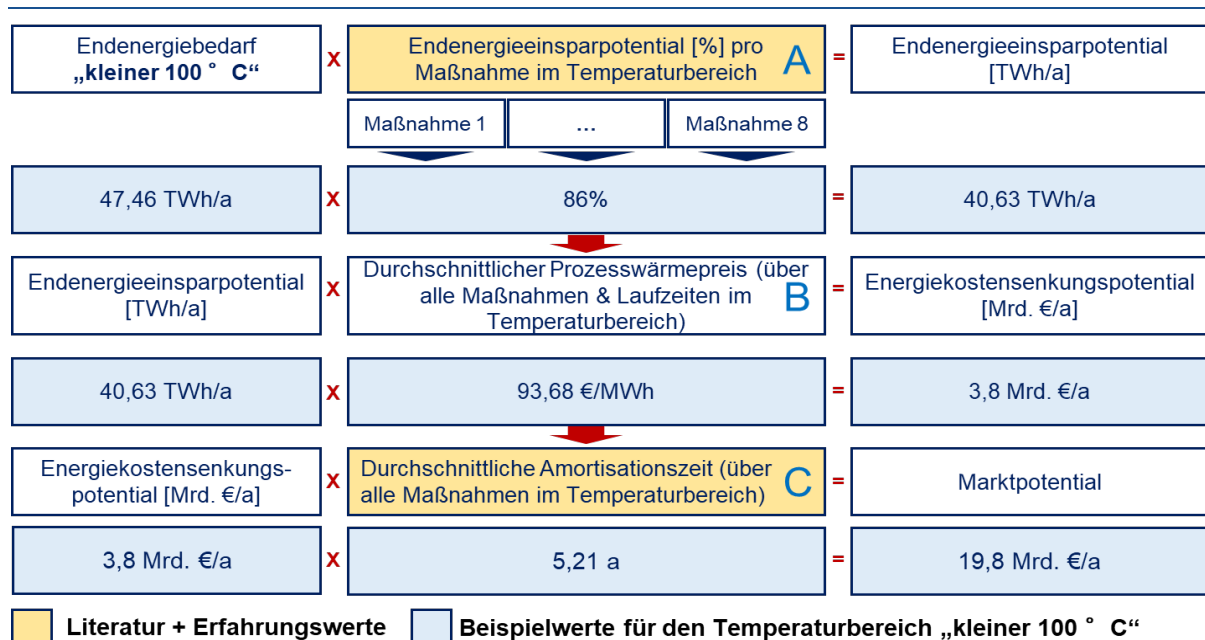 Endenergiebedarf
„kleiner 100 ° C“
x
Endenergieeinsparpotential [%] pro
Maßnahme im Temperaturbereich
A
=
Endenergieeinsparpotential
[TWh/a]
Maßnahme 1
...
Maßnahme 8
47,46 TWh/a
x
86%
=
40,63 TWh/a
Endenergieeinsparpotential
[TWh/a]
x
Durchschnittlicher Prozesswärmepreis (über
alle Maßnahmen & Laufzeiten im
Temperaturbereich)
B
=
Energiekostensenkungspotential
[Mrd. €/a]
40,63 TWh/a
x
93,68 €/MWh
=
3,8 Mrd. €/a
Energiekostensenkungs-
potential [Mrd. €/a]
x
Durchschnittliche Amortisationszeit (über
alle Maßnahmen im Temperaturbereich)
C
=
Marktpotential
3,8 Mrd. €/a
x
5,21 a
=
19,8 Mrd. €/a
Literatur + Erfahrungswerte
Beispielwerte für den Temperaturbereich „kleiner 100 ° C“